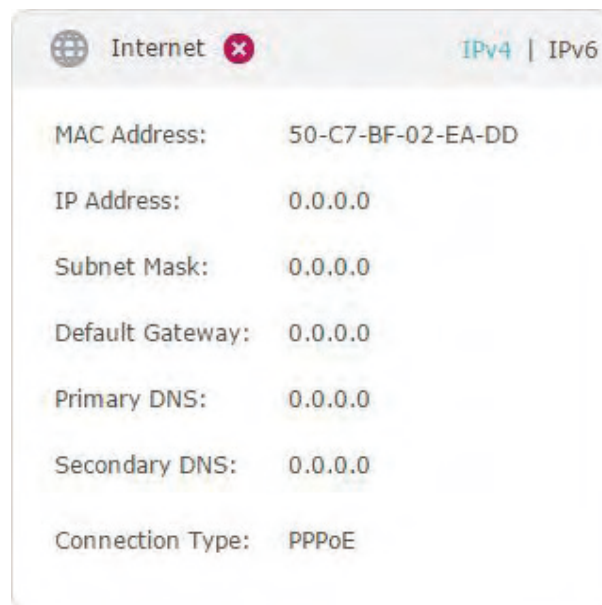 Internet IPv4 | IPv6
MAC Address: 50-C7-BF-02-EA-DD
IP Address: 0.0.0.0
Subnet Mask: 0.0.0.0
Default Gateway: 0.0.0.0
Primary DNS: 0.0.0.0
Secondary DNS: 0.0.0.0
Connection Type: PPPoE